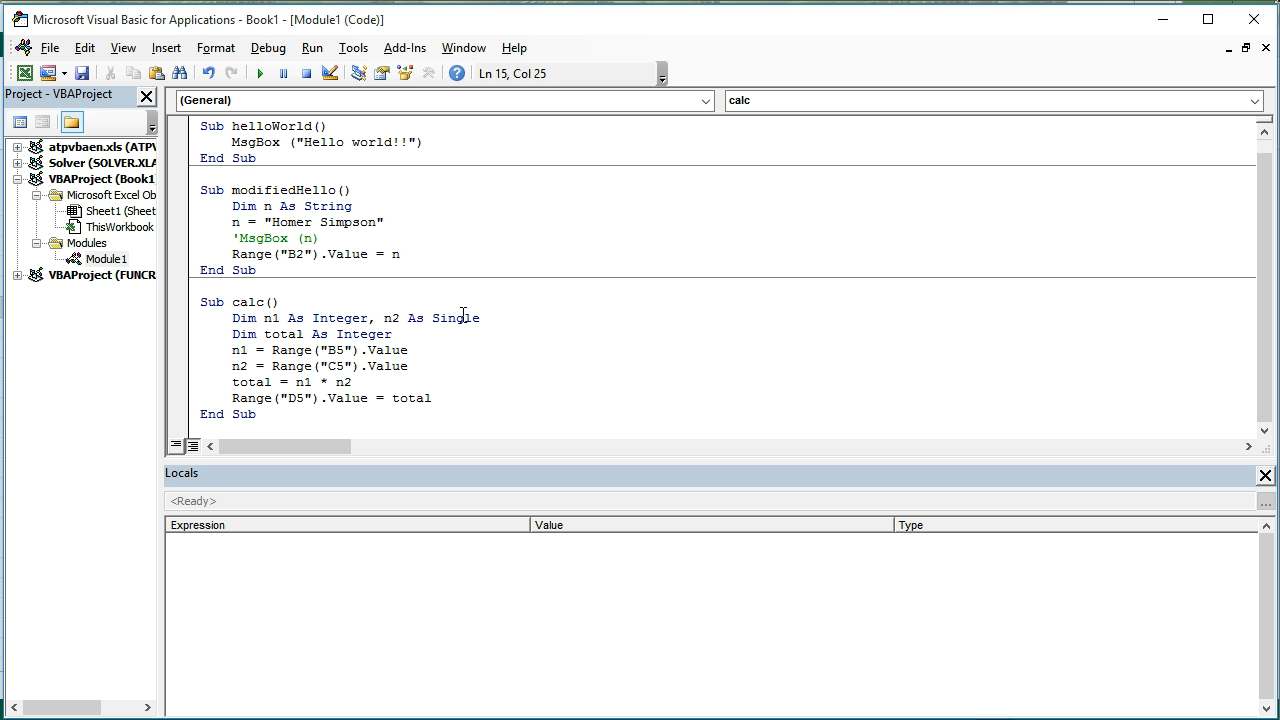 Microsoft Visual Basic for Applications - Book1 - [Module1 (Code)]
File Edit View Insert Format Debug Run Tools Add-Ins Window Help
Ln 15, Col 25
Project - VBAProject
(General)
calc
atpvbaen.xls (ATPV
Solver (SOLVER.XLA
VBAProject (Book1
Microsoft Excel Ob
Sheet1 (Sheet
ThisWorkbook
Modules
Module1
VBAProject (FUNCR
Sub helloWorld()
MsgBox ("Hello world!!")
End Sub
Sub modifiedHello()
Dim n As String
n = "Homer Simpson"
'MsgBox (n)
Range("B2").Value = n
End Sub
Sub calc()
Dim n1 As Integer, n2 As Single
Dim total As Integer
n1 = Range("B5").Value
n2 = Range("C5").Value
total = n1 * n2
Range("D5").Value = total
End Sub
Locals
<Ready>
...
Expression Value Type